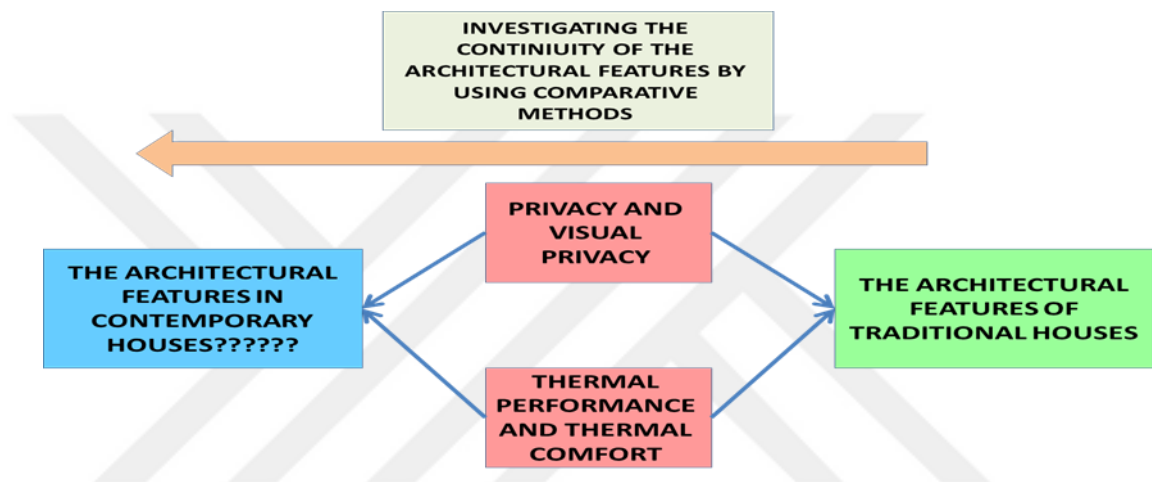 INVESTIGATING THE
CONTINIUITY OF THE
ARCHITECTURAL FEATURES BY
USING COMPARATIVE
METHODS
PRIVACY AND
VISUAL
PRIVACY
THE ARCHITECTURAL
FEATURES IN
CONTEMPORARY
HOUSES??????
THE ARCHITECTURAL
FEATURES OF
TRADITIONAL HOUSES
THERMAL
PERFORMANCE
AND THERMAL
COMFORT